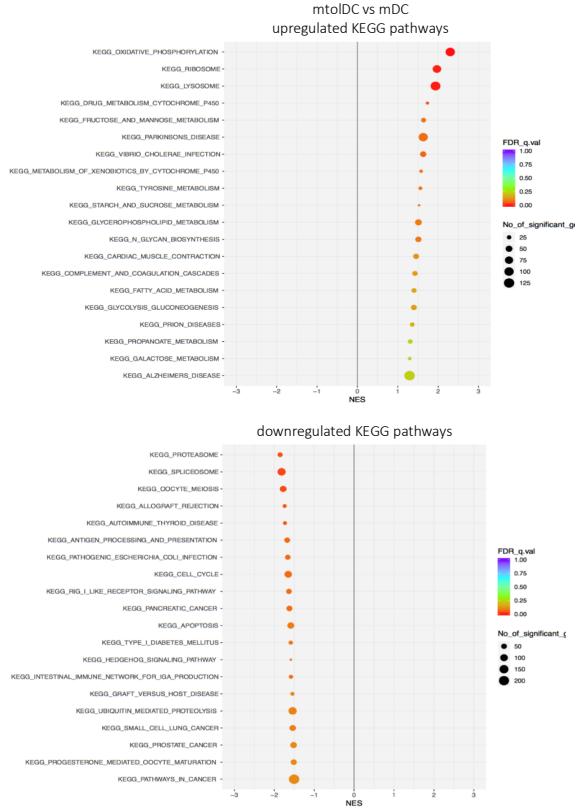 mtolDC vs mDC
upregulated KEGG pathways
KEGG_OXIDATIVE_PHOSPHORYLATION
KEGG_RIBOSOME
KEGG_LYSOSOME
KEGG_DRUG_METABOLISM_CYTOCHROME_P450
KEGG_FRUCTOSE_AND_MANNOSE_METABOLISM
KEGG_PARKINSONS_DISEASE
KEGG_VIBRIO_CHOLERAE_INFECTION
KEGG_METABOLISM_OF_XENOBIOTICS_BY_CYTOCHROME_P450
KEGG_TYROSINE_METABOLISM
KEGG_STARCH_AND_SUCROSE_METABOLISM
KEGG_GLYCEROPHOSPHOLIPID_METABOLISM
KEGG_N_GLYCAN_BIOSYNTHESIS
KEGG_CARDIAC_MUSCLE_CONTRACTION
KEGG_COMPLEMENT_AND_COAGULATION_CASCADES
KEGG_FATTY_ACID_METABOLISM
KEGG_GLYCOLYSIS_GLUCONEOGENESIS
KEGG_PRION_DISEASES
KEGG_PROPANOATE_METABOLISM
KEGG_GALACTOSE_METABOLISM
KEGG_ALZHEIMERS_DISEASE
−3 −2 −1 0 1 2 3
NES
FDR_q.val
1.00
0.75
0.50
0.25
0.00
No_of_significant_ge
25
50
75
100
125
downregulated KEGG pathways
KEGG_PROTEASOME
KEGG_SPLICEOSOME
KEGG_OOCYTE_MEIOSIS
KEGG_ALLOGRAFT_REJECTION
KEGG_AUTOIMMUNE_THYROID_DISEASE
KEGG_ANTIGEN_PROCESSING_AND_PRESENTATION
KEGG_PATHOGENIC_ESCHERICHIA_COLI_INFECTION
KEGG_CELL_CYCLE
KEGG_RIG_I_LIKE_RECEPTOR_SIGNALING_PATHWAY
KEGG_PANCREATIC_CANCER
KEGG_APOPTOSIS
KEGG_TYPE_I_DIABETES_MELLITUS
KEGG_HEDGEHOG_SIGNALING_PATHWAY
KEGG_INTESTINAL_IMMUNE_NETWORK_FOR_IGA_PRODUCTION
KEGG_GRAFT_VERSUS_HOST_DISEASE
KEGG_UBIQUITIN_MEDIATED_PROTEOLYSIS
KEGG_SMALL_CELL_LUNG_CANCER
KEGG_PROSTATE_CANCER
KEGG_PROGESTERONE_MEDIATED_OOCYTE_MATURATION
KEGG_PATHWAYS_IN_CANCER
−3 −2 −1 0 1 2 3
NES
FDR_q.val
1.00
0.75
0.50
0.25
0.00
No_of_significant_g
50
100
150
200